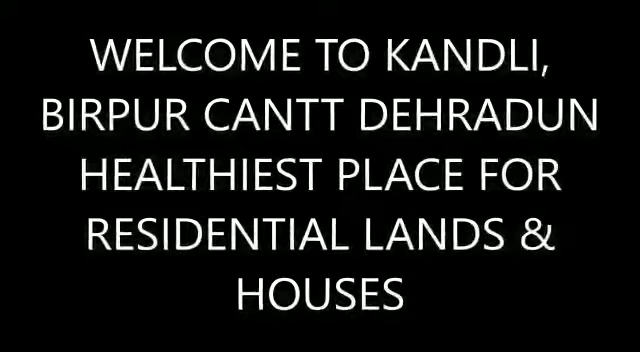 WELCOME TO KANDLI,
BIRPUR CANTT DEHRADUN
HEALTHIEST PLACE FOR
RESIDENTIAL LANDS &
HOUSES